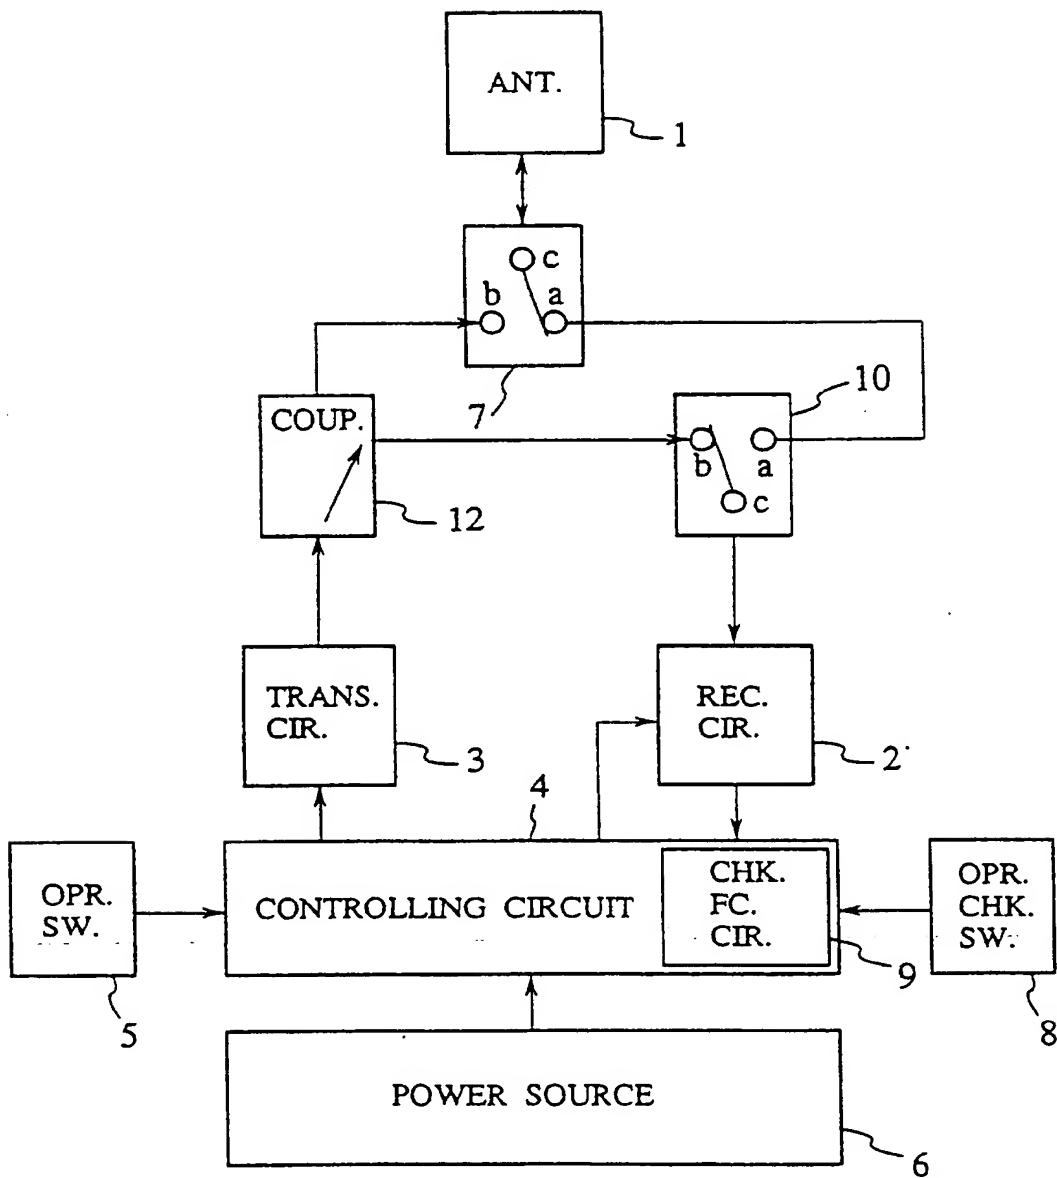 ANT.
1
c
b
a
7
10
COUP.
b
a
c
12
TRANS.
CIR.
3
REC.
CIR.
2
4
OPR.
SW.
5
CONTROLLING CIRCUIT
CHK.
FC.
CIR.
9
OPR.
CHK.
SW.
8
POWER SOURCE
6